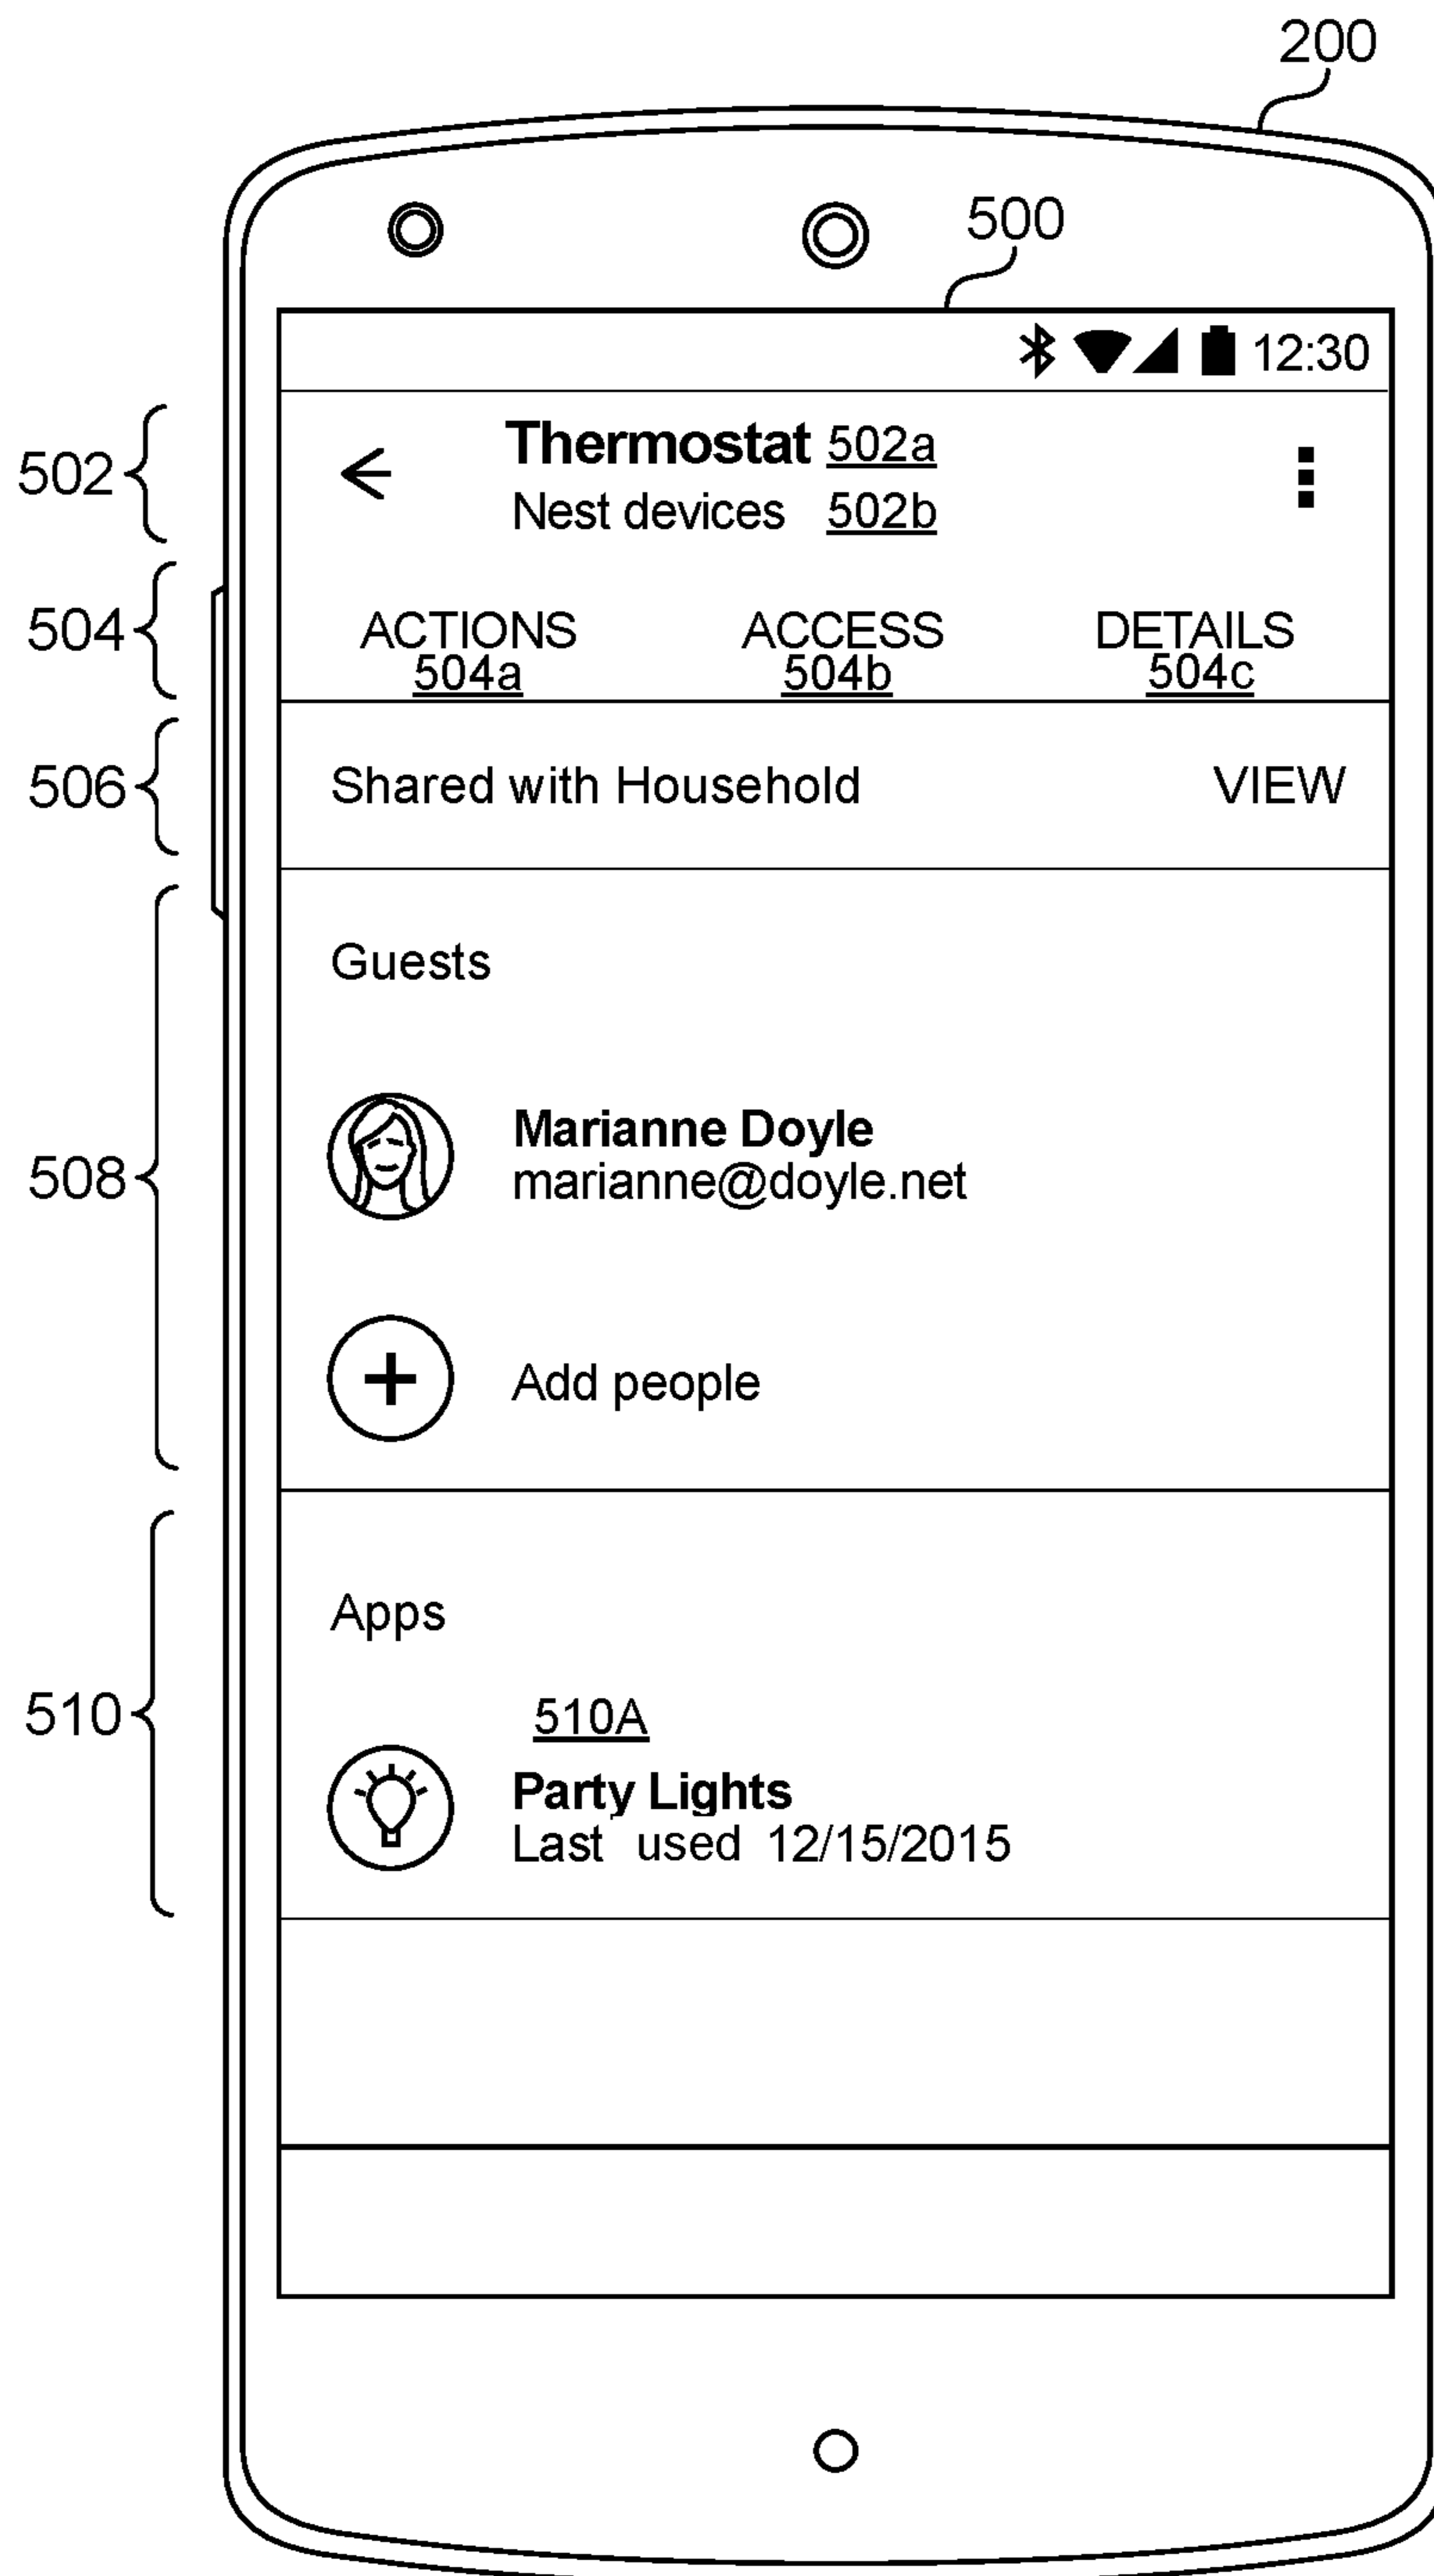 200
500
12:30
502
Thermostat 502a
Nest devices 502b
504
ACTIONS ACCESS DETAILS
504a 504b 504c
506
Shared with Household VIEW
Guests
508
Marianne Doyle
marianne@doyle.net
Add people
Apps
510
510A
Party Lights
Last used 12/15/2015